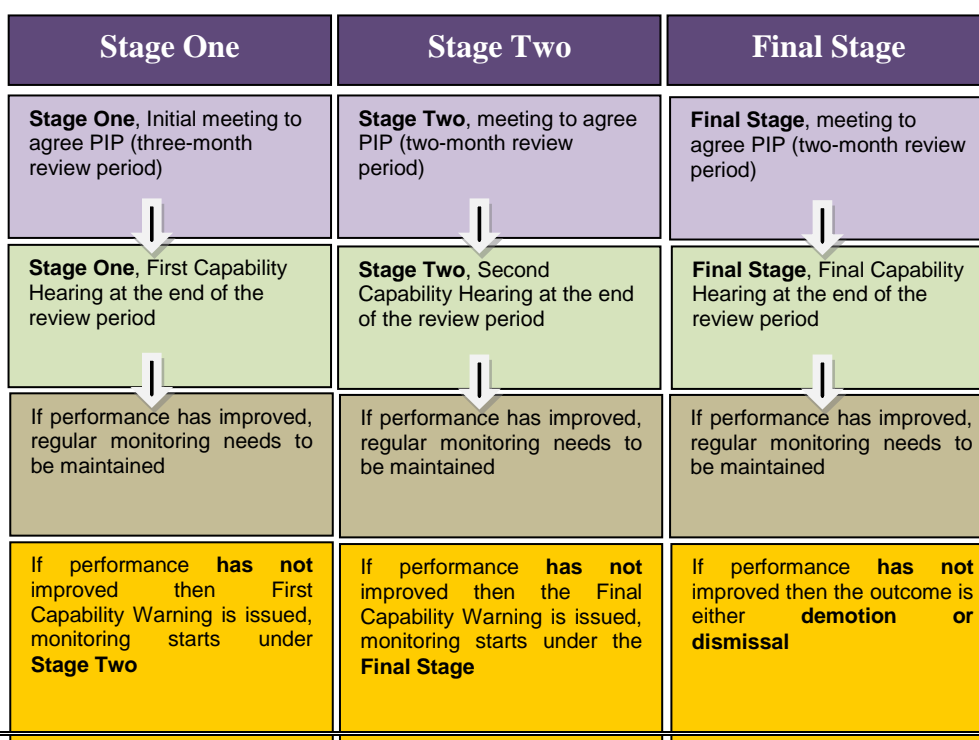 Stage One
Stage Two
Final Stage
Stage One, Initial meeting to
agree PIP (three-month
review period)
Stage Two, meeting to agree
PIP (two-month review
period)
Final Stage, meeting to
agree PIP (two-month review
period)
Stage One, First Capability
Hearing at the end of the
review period
Stage Two, Second
Capability Hearing at the end
of the review period
Final Stage, Final Capability
Hearing at the end of the
review period
If performance has improved,
regular monitoring needs to
be maintained
If performance has improved,
regular monitoring needs to
be maintained
If performance has improved,
regular monitoring needs to
be maintained
If performance has not
improved then First
Capability Warning is issued,
monitoring starts under
Stage Two
If performance has not
improved then the Final
Capability Warning is issued,
monitoring starts under the
Final Stage
If performance has not
improved then the outcome is
either demotion or
dismissal